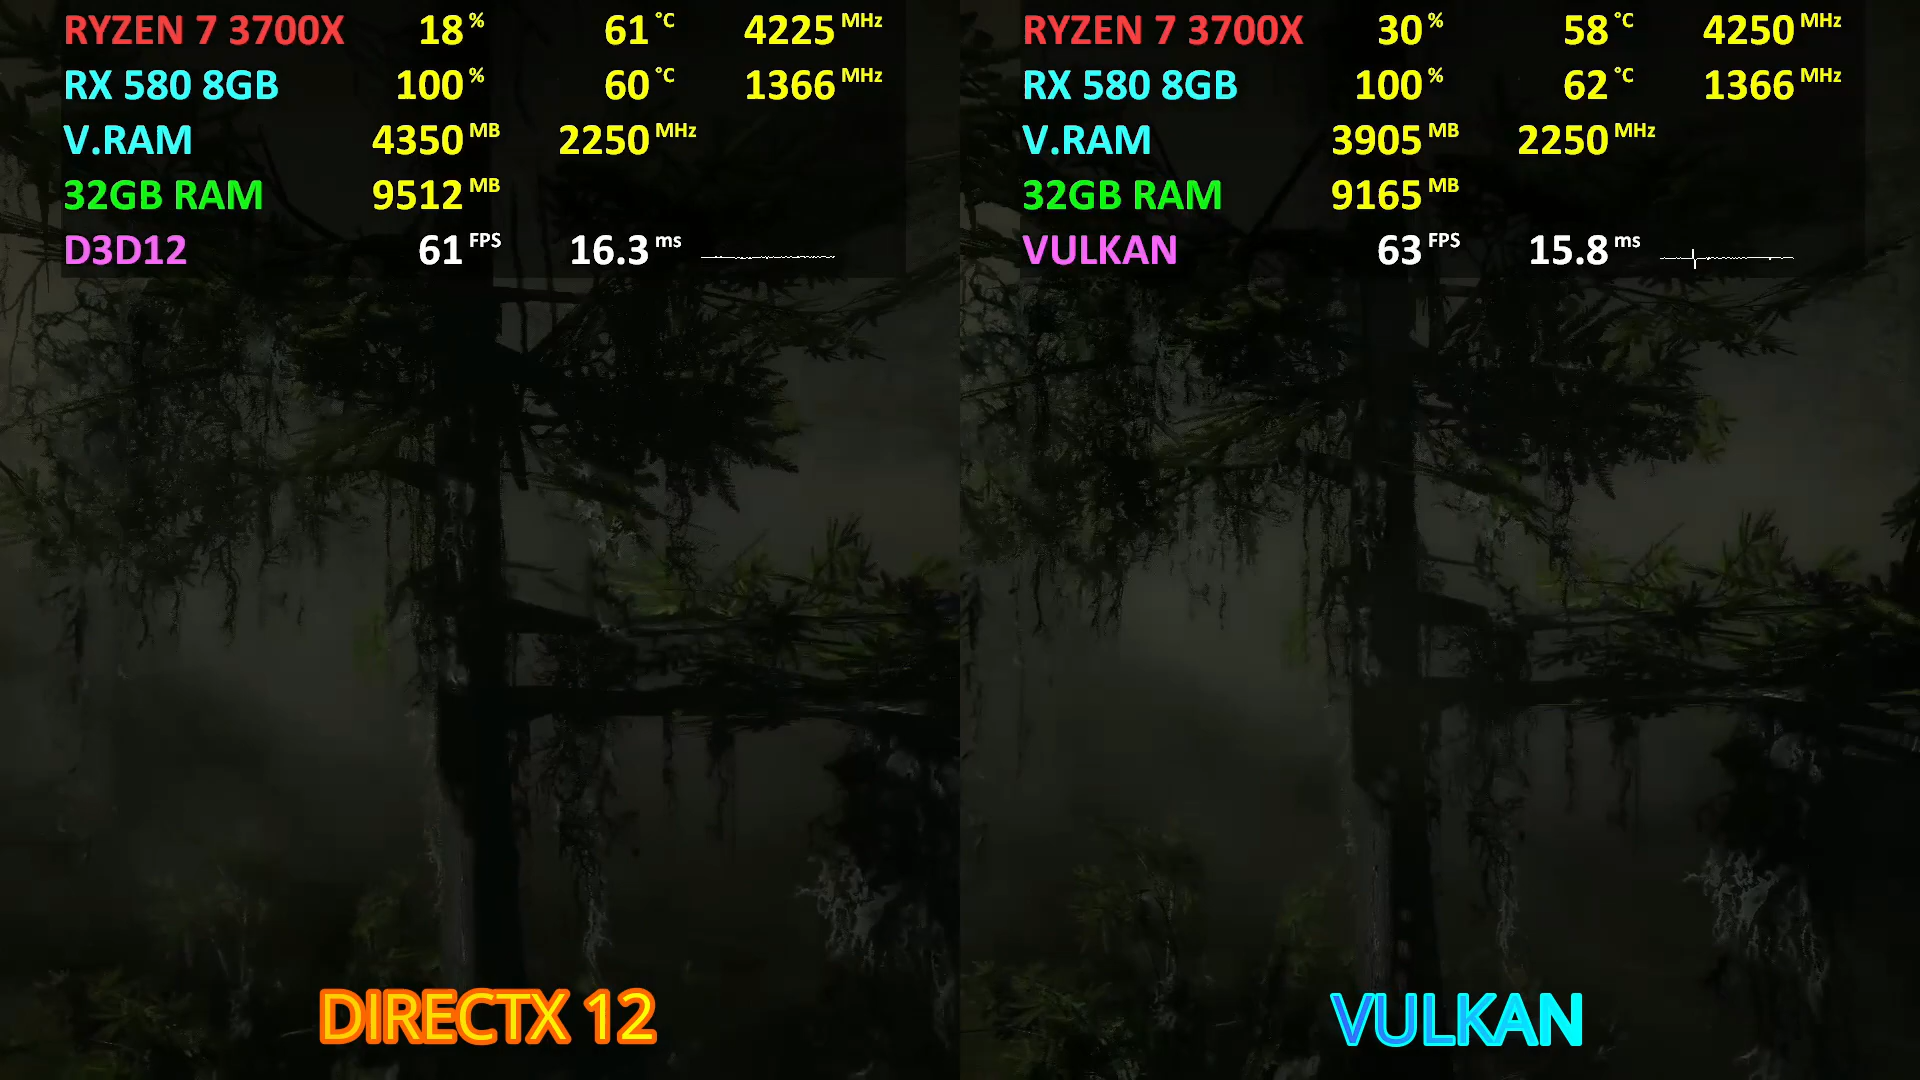 RYZEN 7 3700X 18 % 61 °C 4225 MHz
RX 580 8GB 100 % 60 °C 1366 MHz
V.RAM 4350 MB 2250 MHz
32GB RAM 9512 MB
D3D12 61 FPS 16.3 ms
DIRECTX 12
RYZEN 7 3700X 30 % 58 °C 4250 MHz
RX 580 8GB 100 % 62 °C 1366 MHz
V.RAM 3905 MB 2250 MHz
32GB RAM 9165 MB
VULKAN 63 FPS 15.8 ms
VULKAN